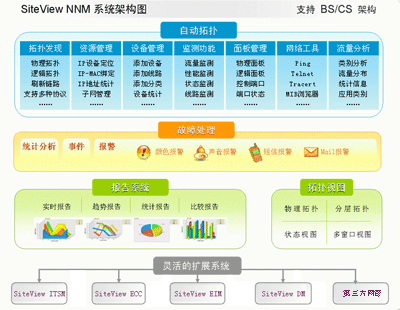 SiteView NNM 系统架构图
支持 BS/CS 架构
自动拓扑
拓扑发现 资源管理 设备管理 监测功能 面板管理 网络工具 流量分析
物理拓扑 IP设备定位 添加设备 流量监测 物理面板 Ping 类别分析
逻辑拓扑 IP-MAC绑定 添加线路 性能监测 逻辑面板 Telnet 流量分布
刷新链路 IP地址统计 添加分类 状态监测 控制端口 Tracert 统计信息
支持多种协议 子网管理 设备统计 线路监测 端口状态 MIB浏览器 应用类别
...... ...... ...... ...... ...... ...... ......
故障处理
统计分析 事件 报警 颜色报警 声音报警 短信报警 Mail报警
报告系统
实时报告 趋势报告 统计报告 比较报告
拓扑视图
物理拓扑 分层拓扑
状态视图 多窗口视图
灵活的扩展系统
SiteView ITSM SiteView ECC SiteView EIM SiteView DM 第三方网管